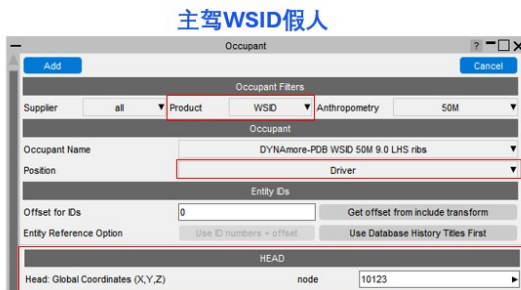 主驾WSID假人
Occupant ?
Add Cancel
Occupant Filters
Supplier all Product WSID Anthropometry 50M
Occupant
Occupant Name DYNAmore-PDB WSID 50M 9.0 LHS ribs
Position Driver
Entity IDs
Offset for IDs 0 Get offset from include transform
Entity Reference Option Use ID numbers + offset Use Database History Titles First
HEAD
Head: Global Coordinates (X,Y,Z) node 10123